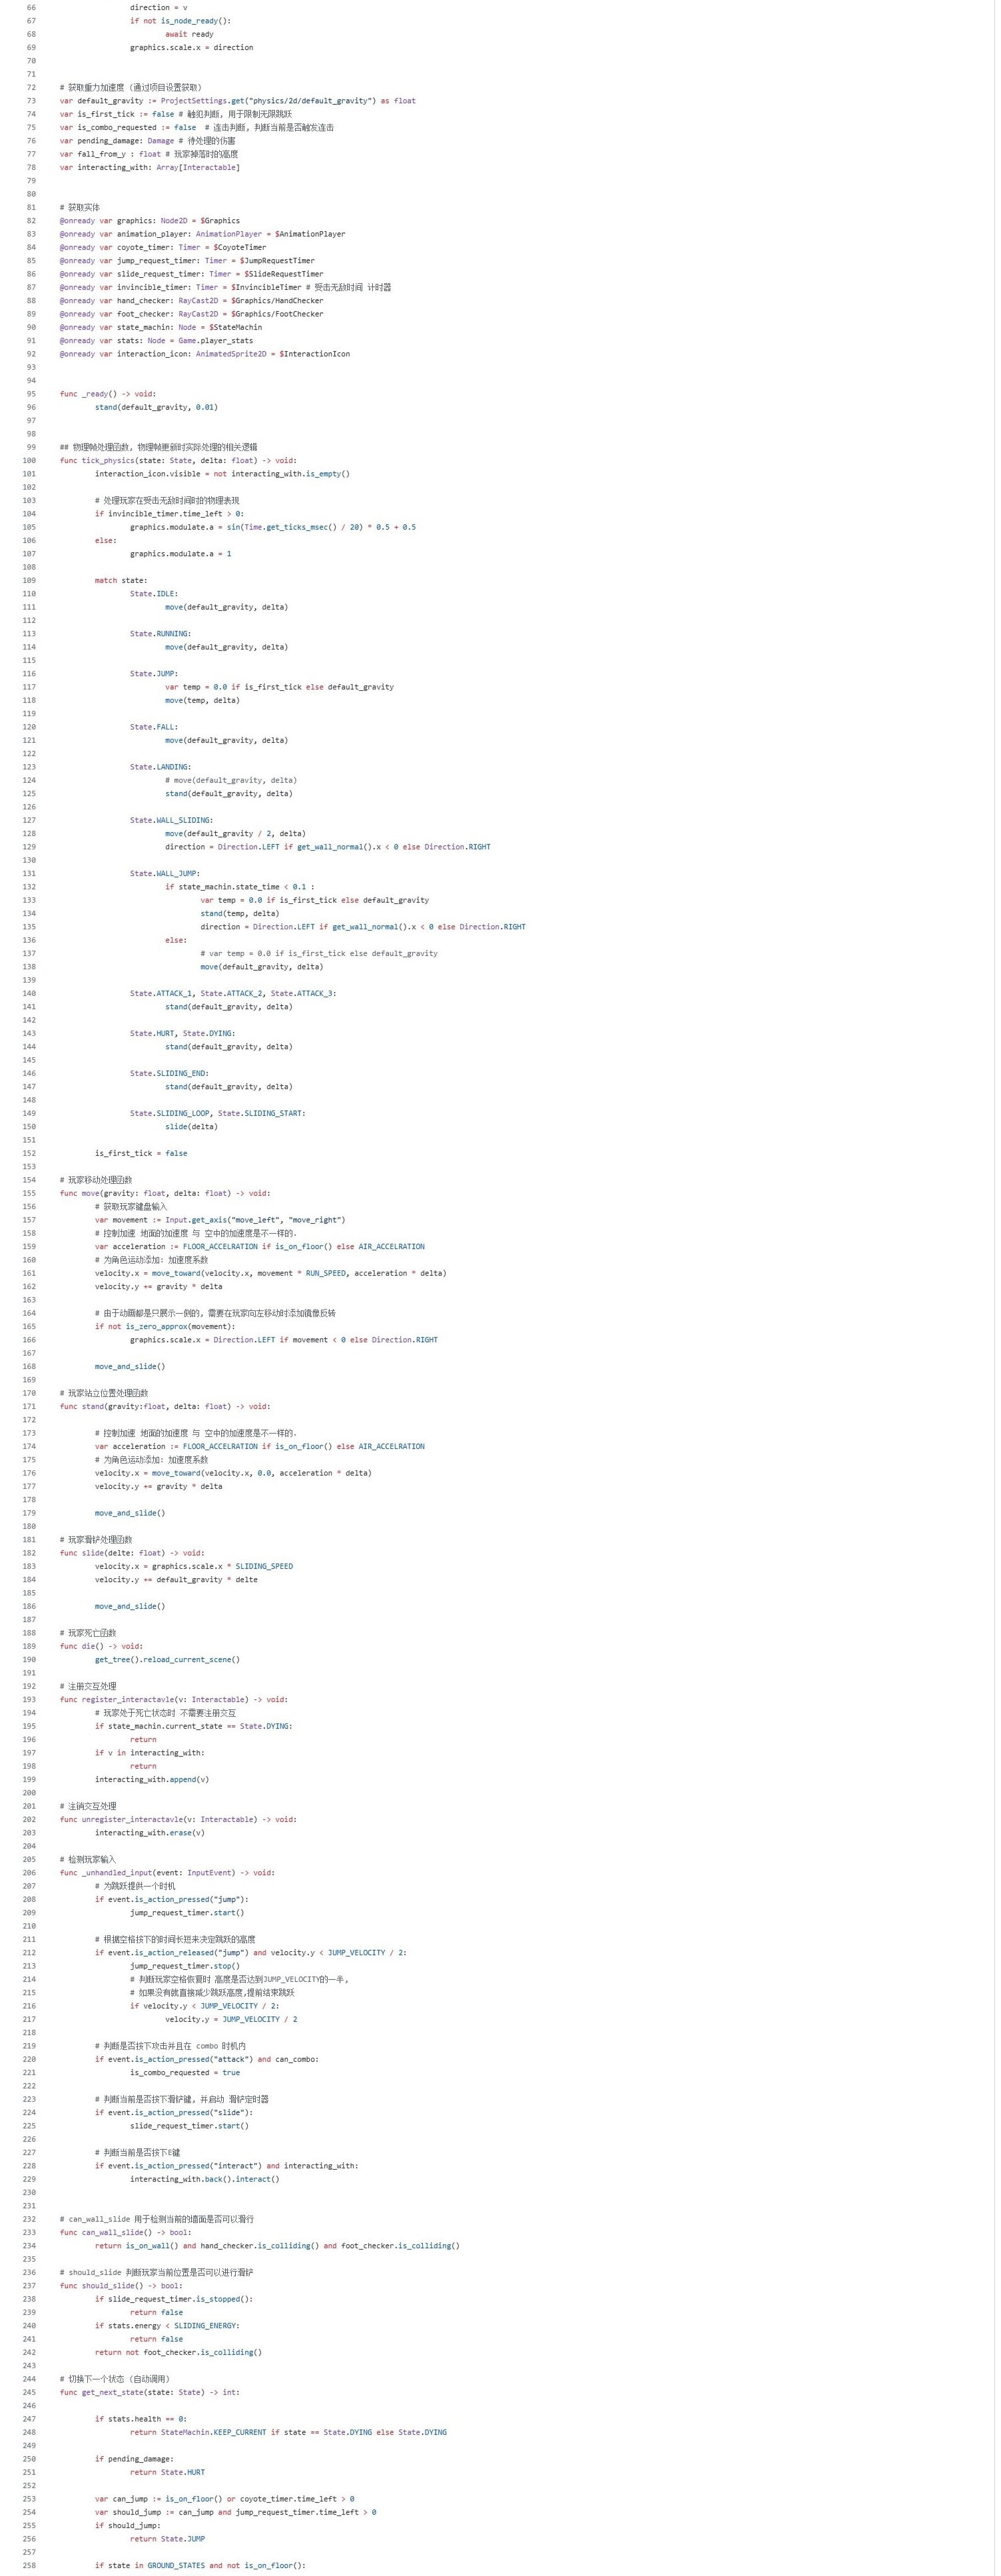 66 direction = v
67 if not is_node_ready():
68 await ready
69 graphics.scale.x = direction
70
71
72 # 获取重力加速度 (通过项目设置获取)
73 var default_gravity := ProjectSettings.get("physics/2d/default_gravity") as float
74 var is_first_tick := false # 触犯判断, 用于限制无限跳跃
75 var is_combo_requested := false # 连击判断, 判断当前是否触发连击
76 var pending_damage: Damage # 待处理的伤害
77 var fall_from_y : float # 玩家掉落时的高度
78 var interacting_with: Array[Interactable]
79
80
81 # 获取实体
82 @onready var graphics: Node2D = $Graphics
83 @onready var animation_player: AnimationPlayer = $AnimationPlayer
84 @onready var coyote_timer: Timer = $CoyoteTimer
85 @onready var jump_request_timer: Timer = $JumpRequestTimer
86 @onready var slide_request_timer: Timer = $SlideRequestTimer
87 @onready var invincible_timer: Timer = $InvincibleTimer # 受击无敌时间 计时器
88 @onready var hand_checker: RayCast2D = $Graphics/HandChecker
89 @onready var foot_checker: RayCast2D = $Graphics/FootChecker
90 @onready var state_machin: Node = $StateMachin
91 @onready var stats: Node = Game.player_stats
92 @onready var interaction_icon: AnimatedSprite2D = $InteractionIcon
93
94
95 func _ready() -> void:
96 stand(default_gravity, 0.01)
97
98
99 ## 物理帧处理函数, 物理帧更新时实际处理的相关逻辑
100 func tick_physics(state: State, delta: float) -> void:
101 interaction_icon.visible = not interacting_with.is_empty()
102
103 # 处理玩家在受击无敌时间时的物理表现
104 if invincible_timer.time_left > 0:
105 graphics.modulate.a = sin(Time.get_ticks_msec() / 20) * 0.5 + 0.5
106 else:
107 graphics.modulate.a = 1
108
109 match state:
110 State.IDLE:
111 move(default_gravity, delta)
112
113 State.RUNNING:
114 move(default_gravity, delta)
115
116 State.JUMP:
117 var temp = 0.0 if is_first_tick else default_gravity
118 move(temp, delta)
119
120 State.FALL:
121 move(default_gravity, delta)
122
123 State.LANDING:
124 # move(default_gravity, delta)
125 stand(default_gravity, delta)
126
127 State.WALL_SLIDING:
128 move(default_gravity / 2, delta)
129 direction = Direction.LEFT if get_wall_normal().x < 0 else Direction.RIGHT
130
131 State.WALL_JUMP:
132 if state_machin.state_time < 0.1 :
133 var temp = 0.0 if is_first_tick else default_gravity
134 stand(temp, delta)
135 direction = Direction.LEFT if get_wall_normal().x < 0 else Direction.RIGHT
136 else:
137 # var temp = 0.0 if is_first_tick else default_gravity
138 move(default_gravity, delta)
139
140 State.ATTACK_1, State.ATTACK_2, State.ATTACK_3:
141 stand(default_gravity, delta)
142
143 State.HURT, State.DYING:
144 stand(default_gravity, delta)
145
146 State.SLIDING_END:
147 stand(default_gravity, delta)
148
149 State.SLIDING_LOOP, State.SLIDING_START:
150 slide(delta)
151
152 is_first_tick = false
153
154 # 玩家移动处理函数
155 func move(gravity: float, delta: float) -> void:
156 # 获取玩家键盘输入
157 var movement := Input.get_axis("move_left", "move_right")
158 # 控制加速 地面的加速度 与 空中的加速度是不一样的.
159 var acceleration := FLOOR_ACCELRATION if is_on_floor() else AIR_ACCELRATION
160 # 为角色运动添加: 加速度系数
161 velocity.x = move_toward(velocity.x, movement * RUN_SPEED, acceleration * delta)
162 velocity.y += gravity * delta
163
164 # 由于动画都是只展示一侧的, 需要在玩家向左移动时添加镜像反转
165 if not is_zero_approx(movement):
166 graphics.scale.x = Direction.LEFT if movement < 0 else Direction.RIGHT
167
168 move_and_slide()
169
170 # 玩家站立位置处理函数
171 func stand(gravity:float, delta: float) -> void:
172
173 # 控制加速 地面的加速度 与 空中的加速度是不一样的.
174 var acceleration := FLOOR_ACCELRATION if is_on_floor() else AIR_ACCELRATION
175 # 为角色运动添加: 加速度系数
176 velocity.x = move_toward(velocity.x, 0.0, acceleration * delta)
177 velocity.y += gravity * delta
178
179 move_and_slide()
180
181 # 玩家滑铲处理函数
182 func slide(delte: float) -> void:
183 velocity.x = graphics.scale.x * SLIDING_SPEED
184 velocity.y += default_gravity * delte
185
186 move_and_slide()
187
188 # 玩家死亡函数
189 func die() -> void:
190 get_tree().reload_current_scene()
191
192 # 注册交互处理
193 func register_interactavle(v: Interactable) -> void:
194 # 玩家处于死亡状态时 不需要注册交互
195 if state_machin.current_state == State.DYING:
196 return
197 if v in interacting_with:
198 return
199 interacting_with.append(v)
200
201 # 注销交互处理
202 func unregister_interactavle(v: Interactable) -> void:
203 interacting_with.erase(v)
204
205 # 检测玩家输入
206 func _unhandled_input(event: InputEvent) -> void:
207 # 为跳跃提供一个时机
208 if event.is_action_pressed("jump"):
209 jump_request_timer.start()
210
211 # 根据空格按下的时间长短来决定跳跃的高度
212 if event.is_action_released("jump") and velocity.y < JUMP_VELOCITY / 2:
213 jump_request_timer.stop()
214 # 判断玩家空格恢复时 高度是否达到JUMP_VELOCITY的一半,
215 # 如果没有就直接减少跳跃高度,提前结束跳跃
216 if velocity.y < JUMP_VELOCITY / 2:
217 velocity.y = JUMP_VELOCITY / 2
218
219 # 判断是否按下攻击并且在 combo 时机内
220 if event.is_action_pressed("attack") and can_combo:
221 is_combo_requested = true
222
223 # 判断当前是否按下滑铲键, 并启动 滑铲定时器
224 if event.is_action_pressed("slide"):
225 slide_request_timer.start()
226
227 # 判断当前是否按下E键
228 if event.is_action_pressed("interact") and interacting_with:
229 interacting_with.back().interact()
230
231
232 # can_wall_slide 用于检测当前的墙面是否可以滑行
233 func can_wall_slide() -> bool:
234 return is_on_wall() and hand_checker.is_colliding() and foot_checker.is_colliding()
235
236 # should_slide 判断玩家当前位置是否可以进行滑铲
237 func should_slide() -> bool:
238 if slide_request_timer.is_stopped():
239 return false
240 if stats.energy < SLIDING_ENERGY:
241 return false
242 return not foot_checker.is_colliding()
243
244 # 切换下一个状态 (自动调用)
245 func get_next_state(state: State) -> int:
246
247 if stats.health == 0:
248 return StateMachin.KEEP_CURRENT if state == State.DYING else State.DYING
249
250 if pending_damage:
251 return State.HURT
252
253 var can_jump := is_on_floor() or coyote_timer.time_left > 0
254 var should_jump := can_jump and jump_request_timer.time_left > 0
255 if should_jump:
256 return State.JUMP
257
258 if state in GROUND_STATES and not is_on_floor():